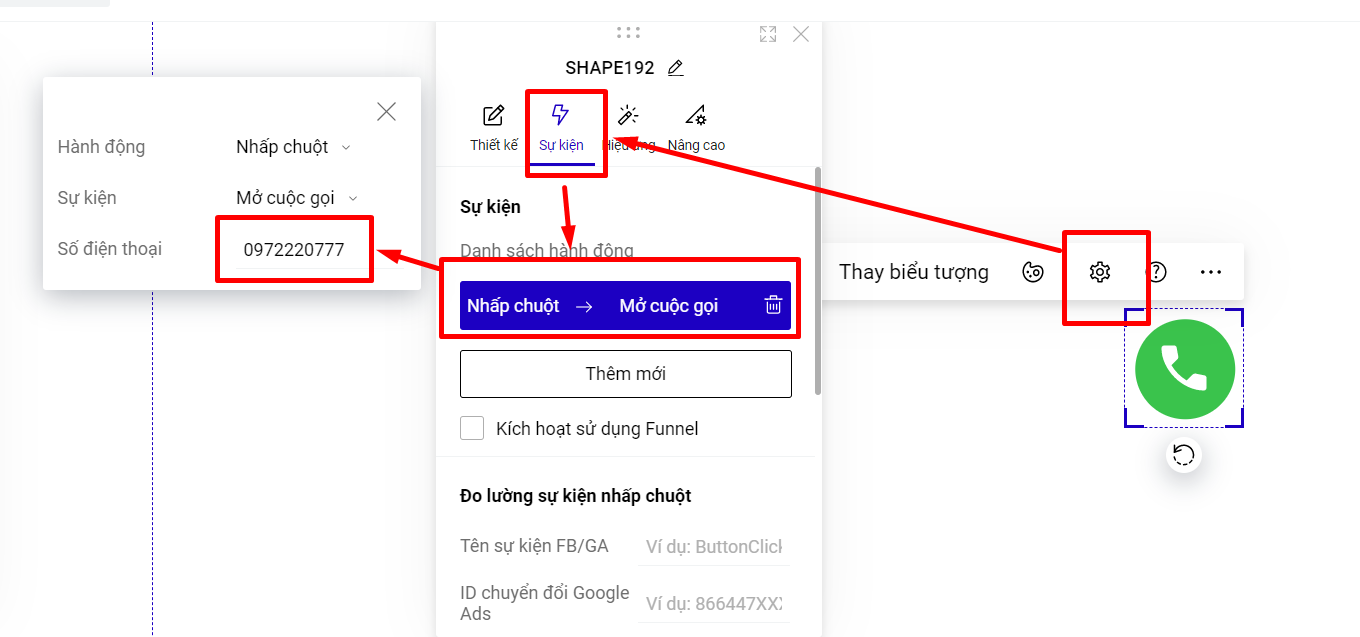 SHAPE192
Thiết kế
Sự kiện
Hiệu ứng
Nâng cao
Hành động
Nhấp chuột
Sự kiện
Mở cuộc gọi
Số điện thoại
0972220777
Sự kiện
Danh sách hành động
Nhấp chuột → Mở cuộc gọi
Thêm mới
Kích hoạt sử dụng Funnel
Đo lường sự kiện nhấp chuột
Tên sự kiện FB/GA
Ví dụ: ButtonClick
ID chuyển đổi Google
Ads
Ví dụ: 866447XXX
Thay biểu tượng